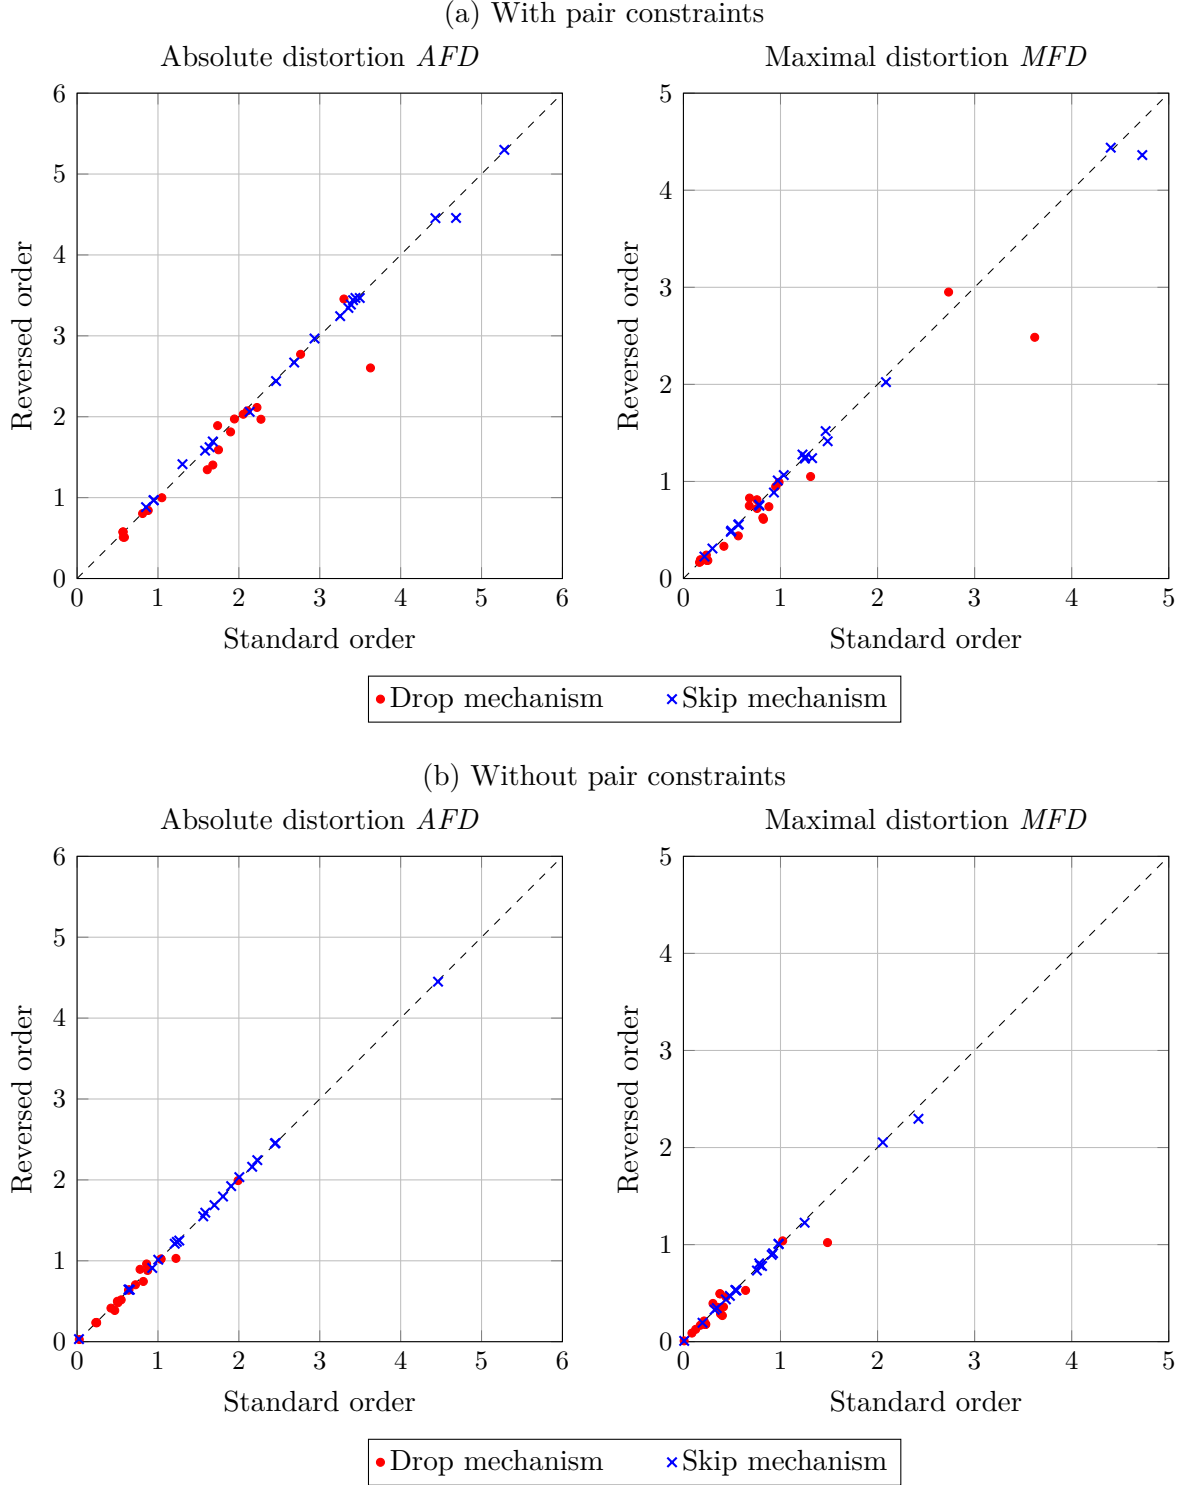 (a) With pair constraints
Absolute distortion AFD
Maximal distortion MFD
6
5
4
3
2
1
0
Reversed order
0 1 2 3 4 5 6
Standard order
5
4
3
2
1
0
Reversed order
0 1 2 3 4 5
Standard order
Drop mechanism Skip mechanism
(b) Without pair constraints
Absolute distortion AFD
Maximal distortion MFD
6
5
4
3
2
1
0
Reversed order
0 1 2 3 4 5 6
Standard order
5
4
3
2
1
0
Reversed order
0 1 2 3 4 5
Standard order
Drop mechanism Skip mechanism